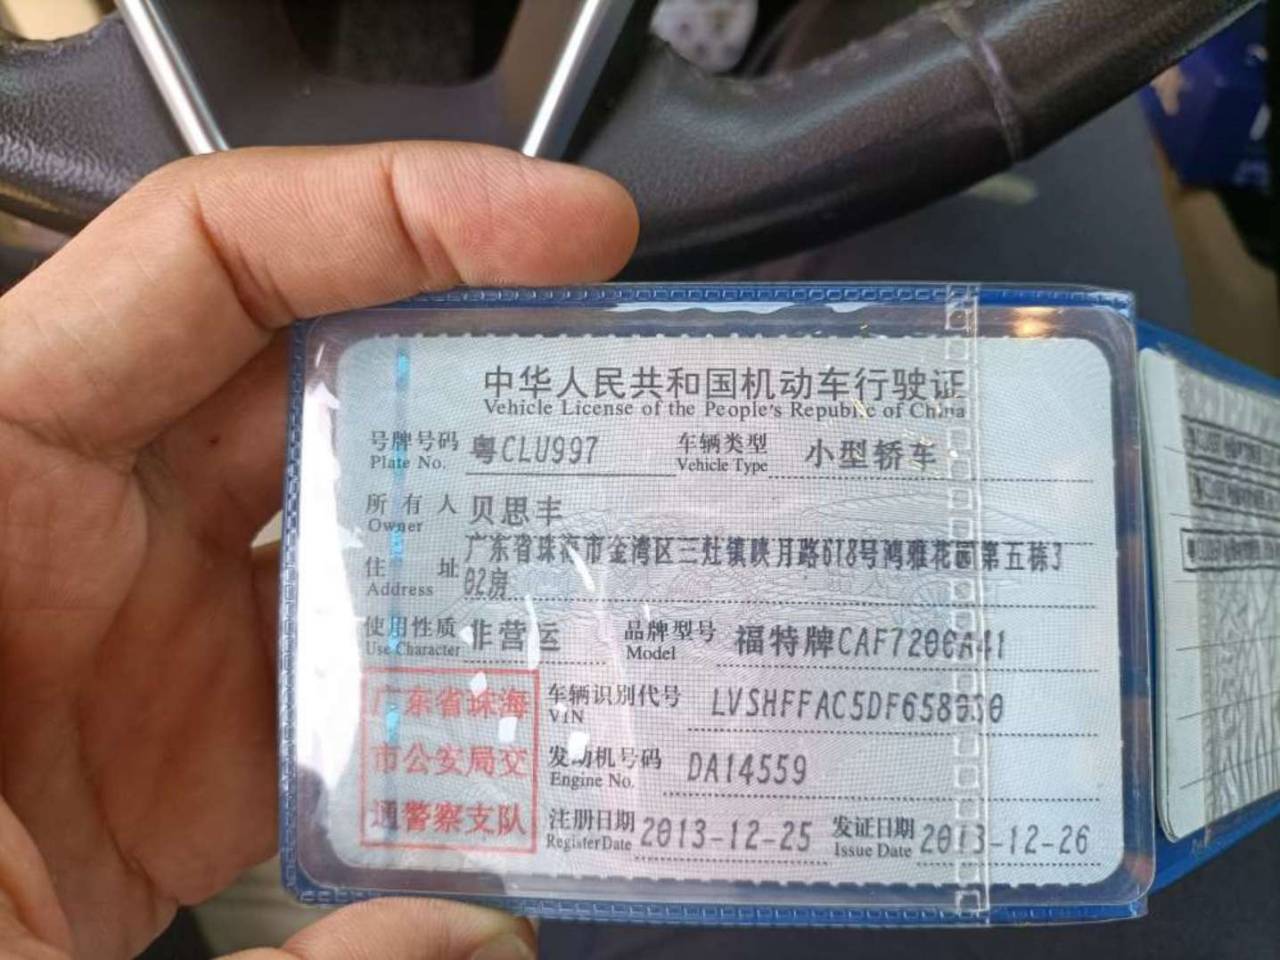 中华人民共和国机动车行驶证
Vehicle License of the People's Republic of China
号牌号码 粤CLU997 车辆类型 小型轿车
Plate No. Vehicle Type
所有人 贝思丰
Owner
住址 广东省珠海市金湾区三灶镇映月路618号鸿雅花园第五栋3
Address 02房
使用性质 非营运 品牌型号 福特牌CAF7200A41
Use Character Model
广东省珠海 车辆识别代号 LVSHFFAC5DF658030
VIN
市公安局交 发动机号码 DA14559
Engine No.
通警察支队 注册日期 2013-12-25 发证日期 2013-12-26
Register Date Issue Date